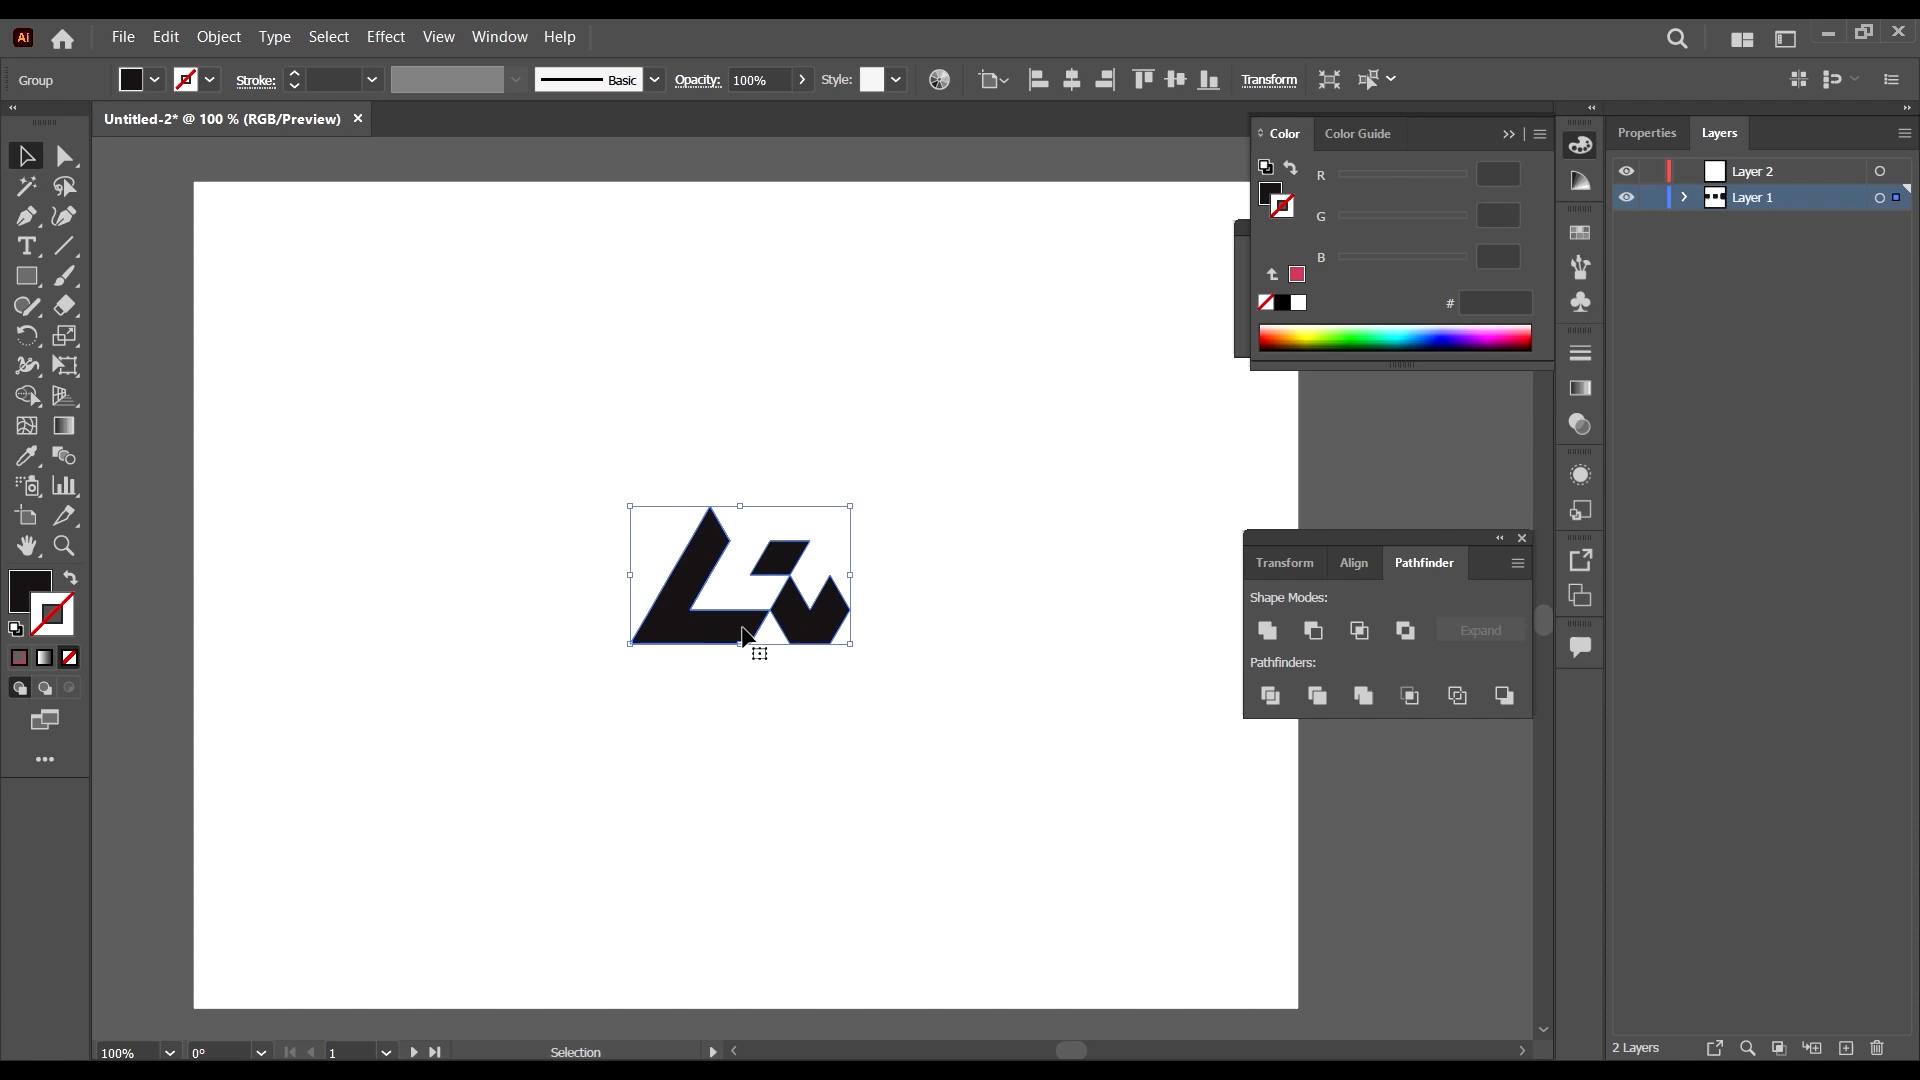 Ai File Edit Object Type Select Effect View Window Help
Group Stroke: Basic Opacity: 100% Style: Transform
Untitled-2* @ 100 % (RGB/Preview)
Color Color Guide
R
G
B
#
Properties Layers
Layer 2
Layer 1
Transform Align Pathfinder
Shape Modes:
Expand
Pathfinders:
100% 0° 1 Selection
2 Layers